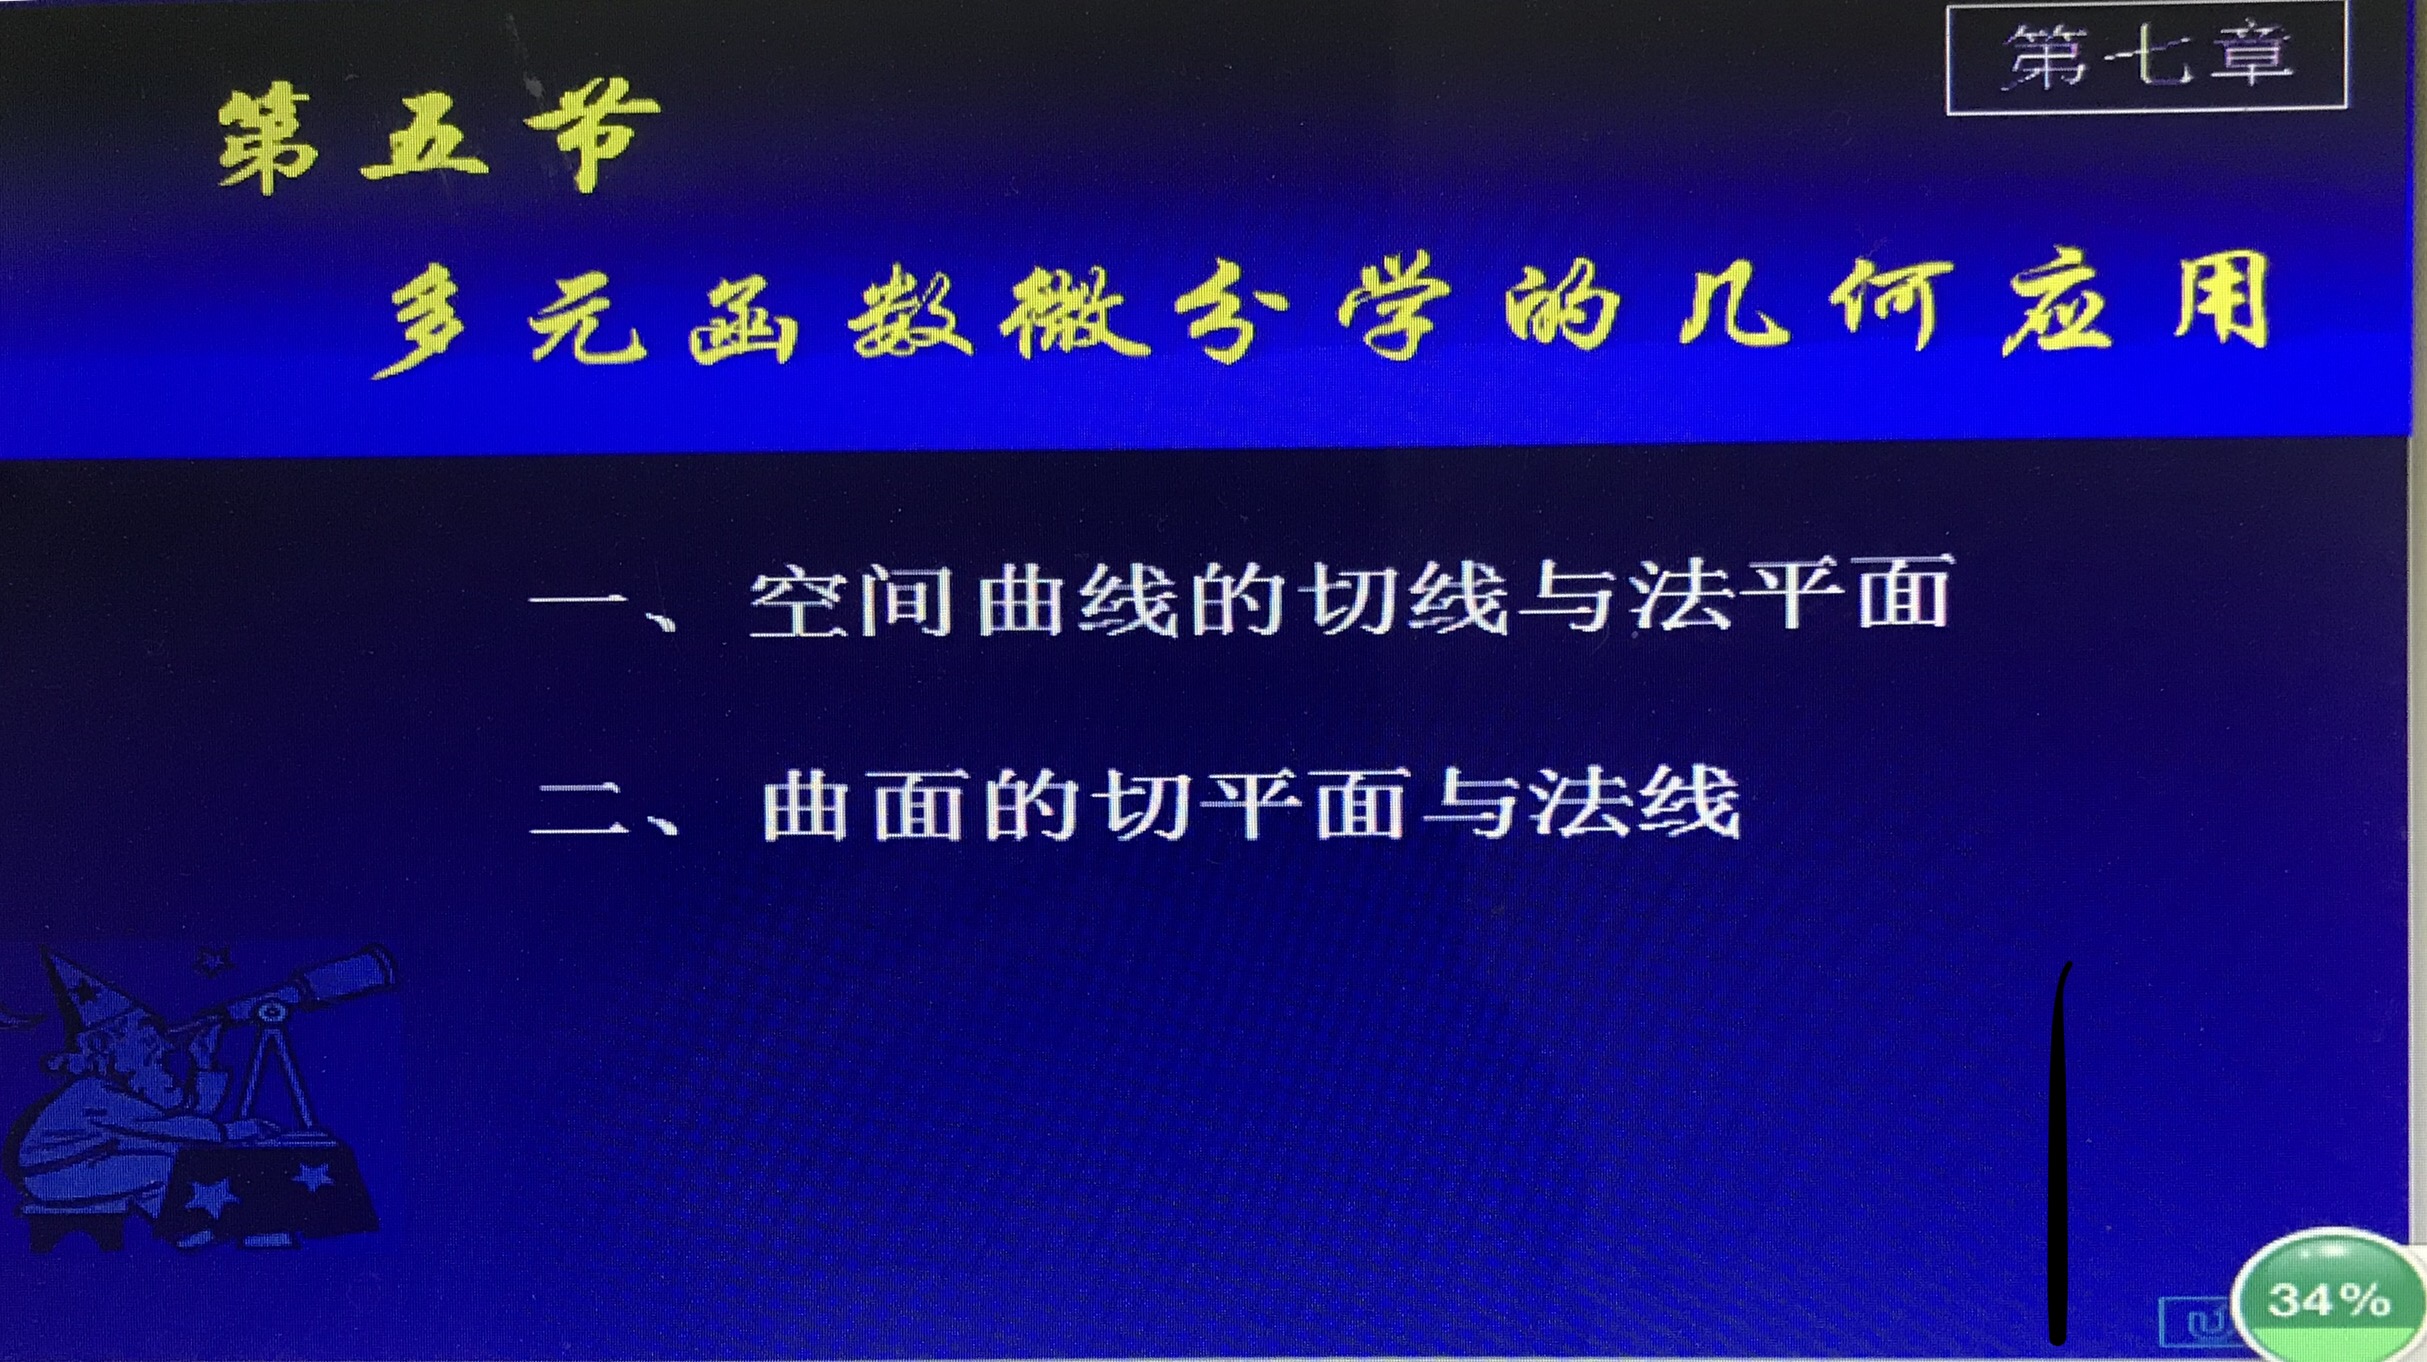 第七章
第五节
多元函数微分学的几何应用
一、空间曲线的切线与法平面
二、曲面的切平面与法线
34%